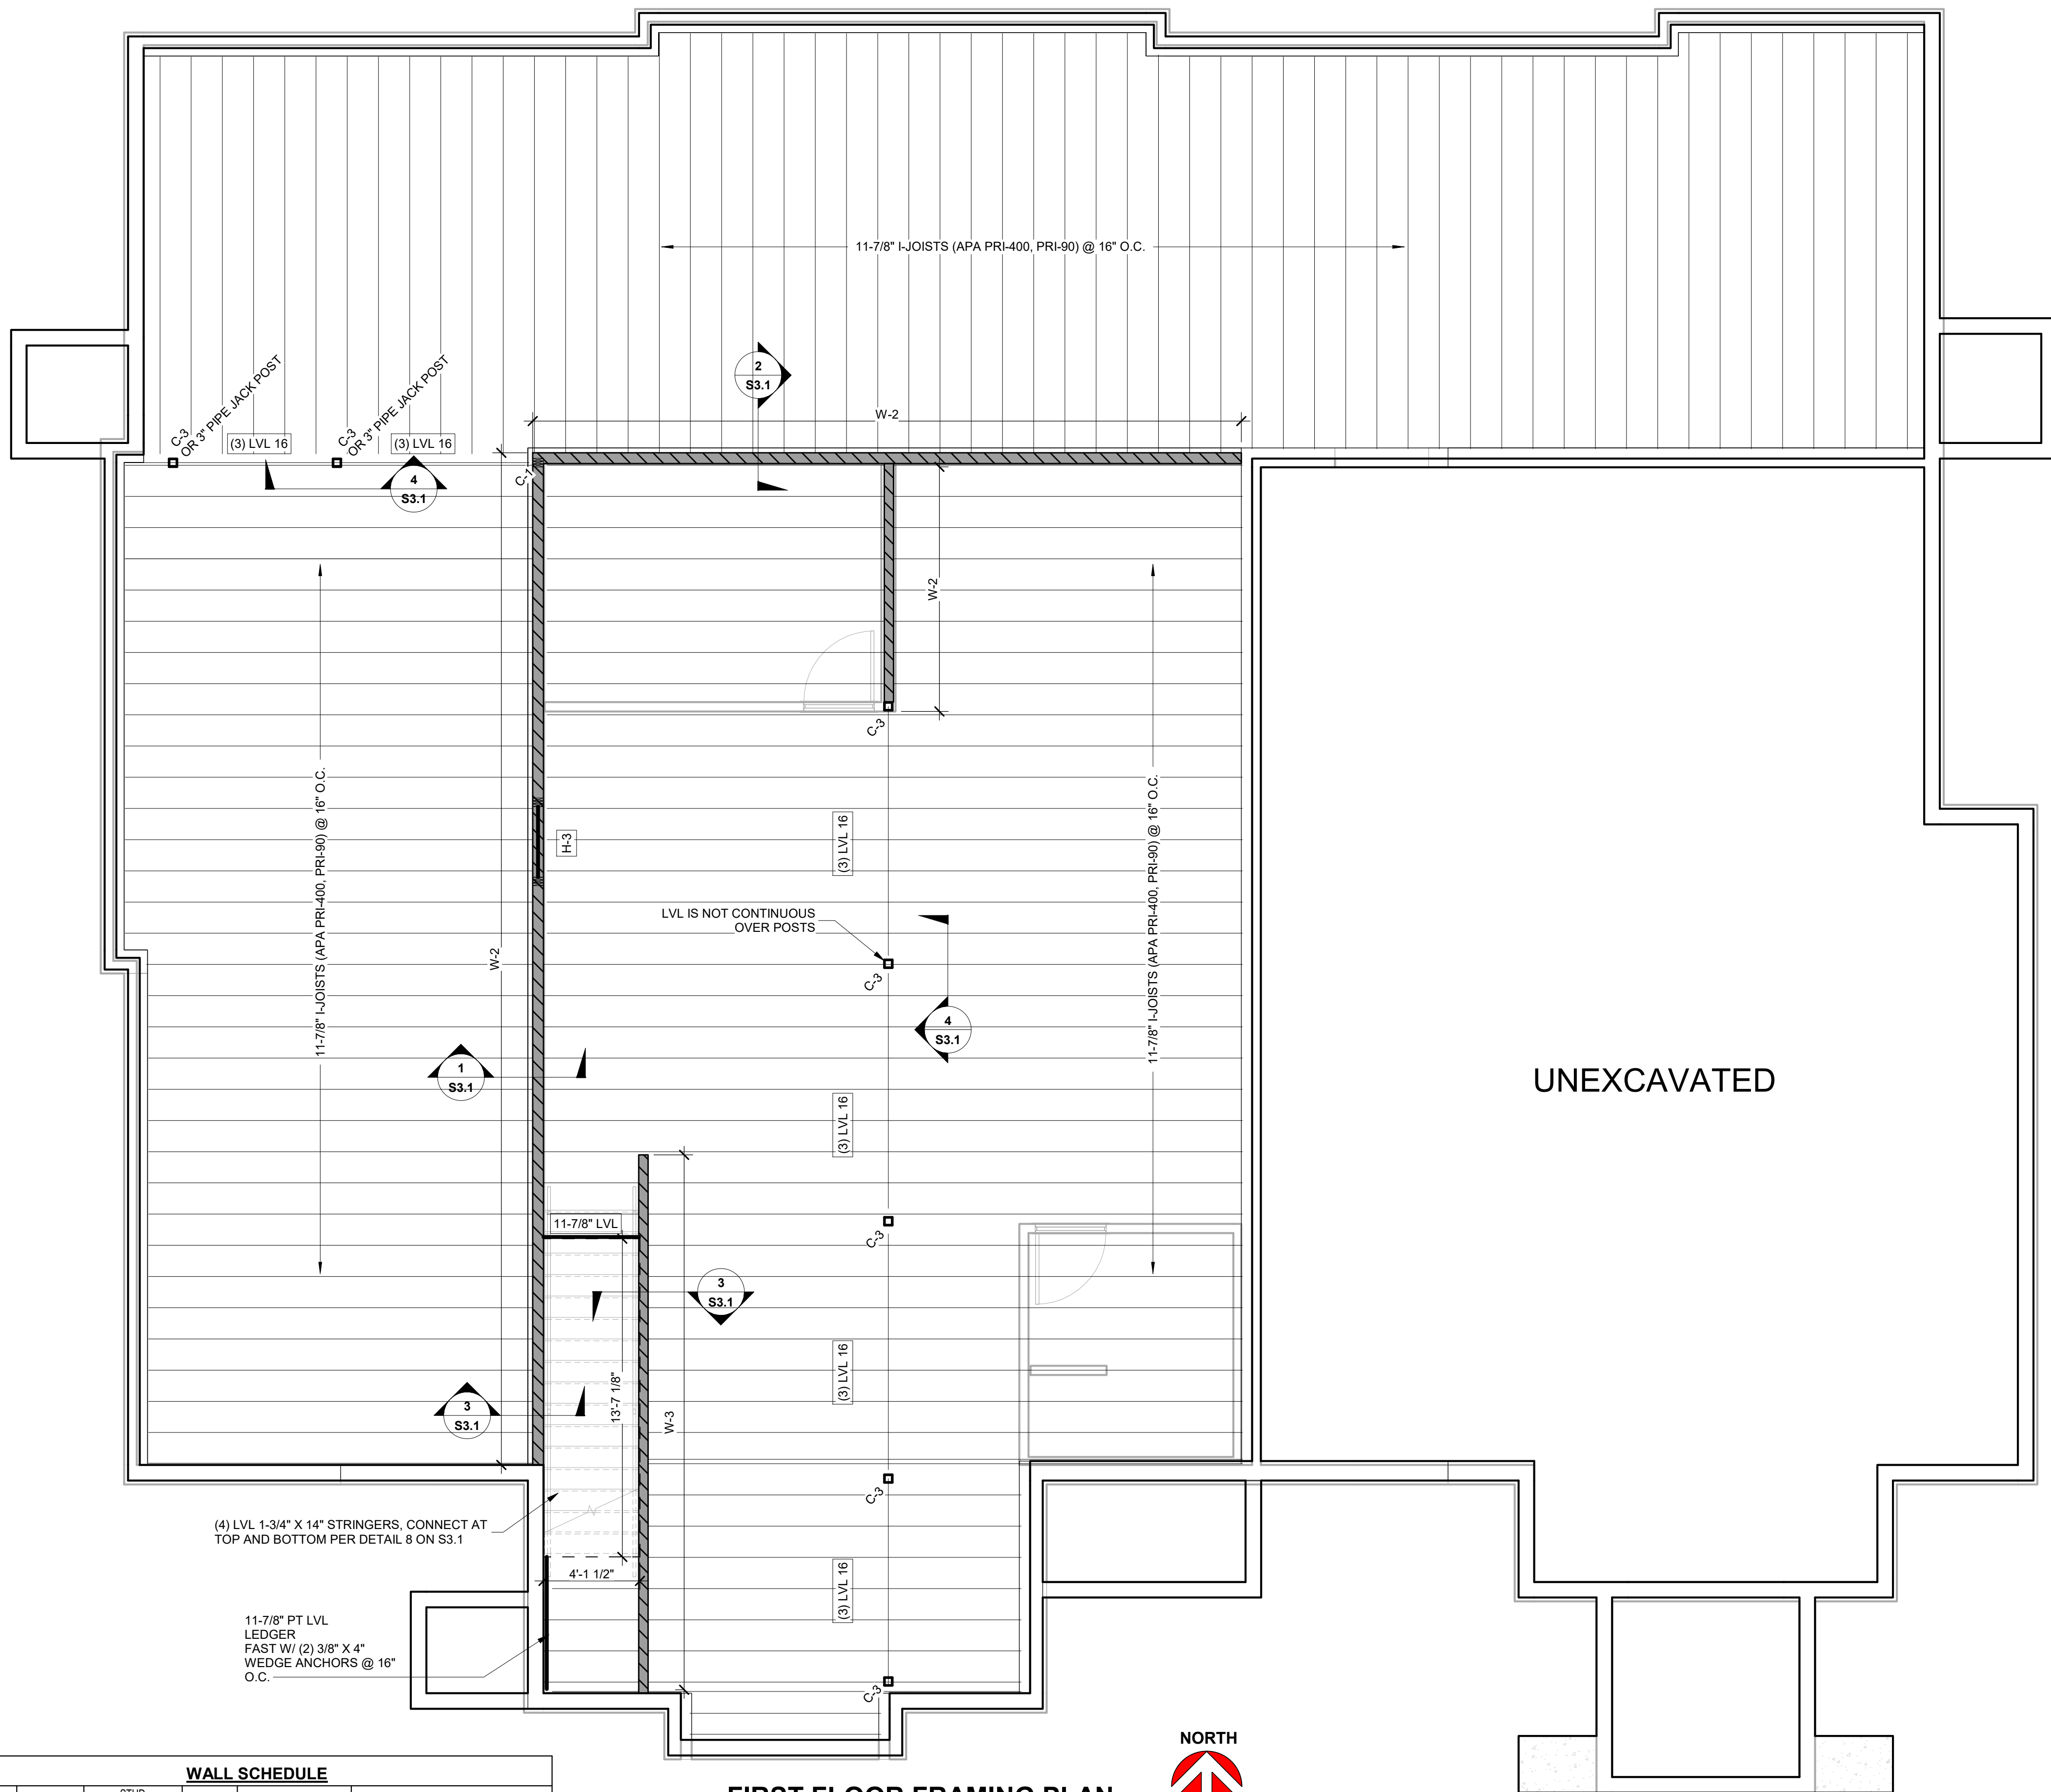 11-7/8" I-JOISTS (APA PRI-400, PRI-90) @ 16" O.C.
2
S3.1
W-2
C-3
OR 3" PIPE JACK POST
(3) LVL 16
C-3
OR 3" PIPE JACK POST
(3) LVL 16
4
S3.1
C-1
W-2
C-3
11-7/8" I-JOISTS (APA PRI-400, PRI-90) @ 16" O.C.
H-3
(3) LVL 16
11-7/8" I-JOISTS (APA PRI-400, PRI-90) @ 16" O.C.
LVL IS NOT CONTINUOUS
OVER POSTS
W-2
C-3
4
S3.1
1
S3.1
UNEXCAVATED
(3) LVL 16
11-7/8" LVL
C-3
3
S3.1
13'-7 1/8"
(3) LVL 16
W-3
3
S3.1
C-3
(4) LVL 1-3/4" X 14" STRINGERS, CONNECT AT
TOP AND BOTTOM PER DETAIL 8 ON S3.1
4'-1 1/2"
(3) LVL 16
11-7/8" PT LVL
LEDGER
FAST W/ (2) 3/8" X 4"
WEDGE ANCHORS @ 16"
O.C.
C-3
NORTH
WALL SCHEDULE
STUD
FIRST FLOOR FRAMING PLAN